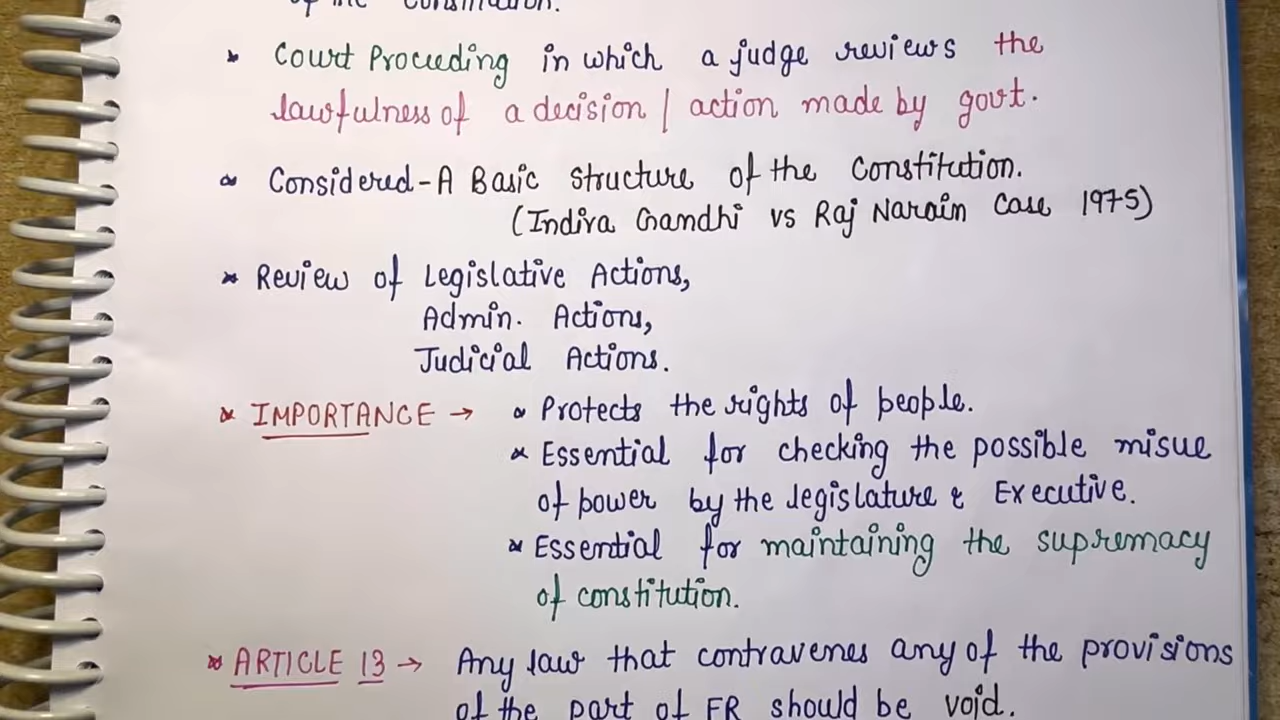 of the Constitution.
Court Proceeding in which a judge reviews the
lawfulness of a decision / action made by govt.
Considered - A Basic structure of the Constitution.
(Indira Gandhi vs Raj Narain Case 1975)
Review of Legislative Actions,
Admin. Actions,
Judicial Actions.
IMPORTANCE → Protects the rights of people.
Essential for checking the possible misue
of power by the legislature & Executive.
Essential for maintaining the supremacy
of constitution.
ARTICLE 13 → Any law that contravenes any of the provisions
of the part of FR should be void.